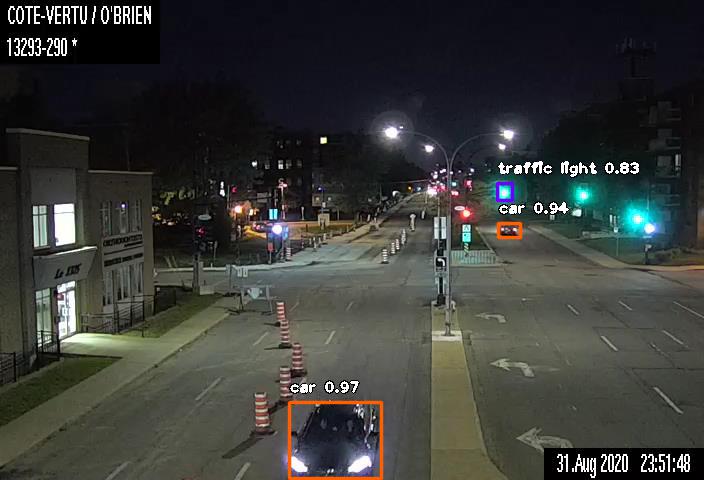 COTE-VERTU / O'BRIEN
13293-290 *
traffic light 0.83
car 0.94
car 0.97
31.Aug 2020 23:51:48